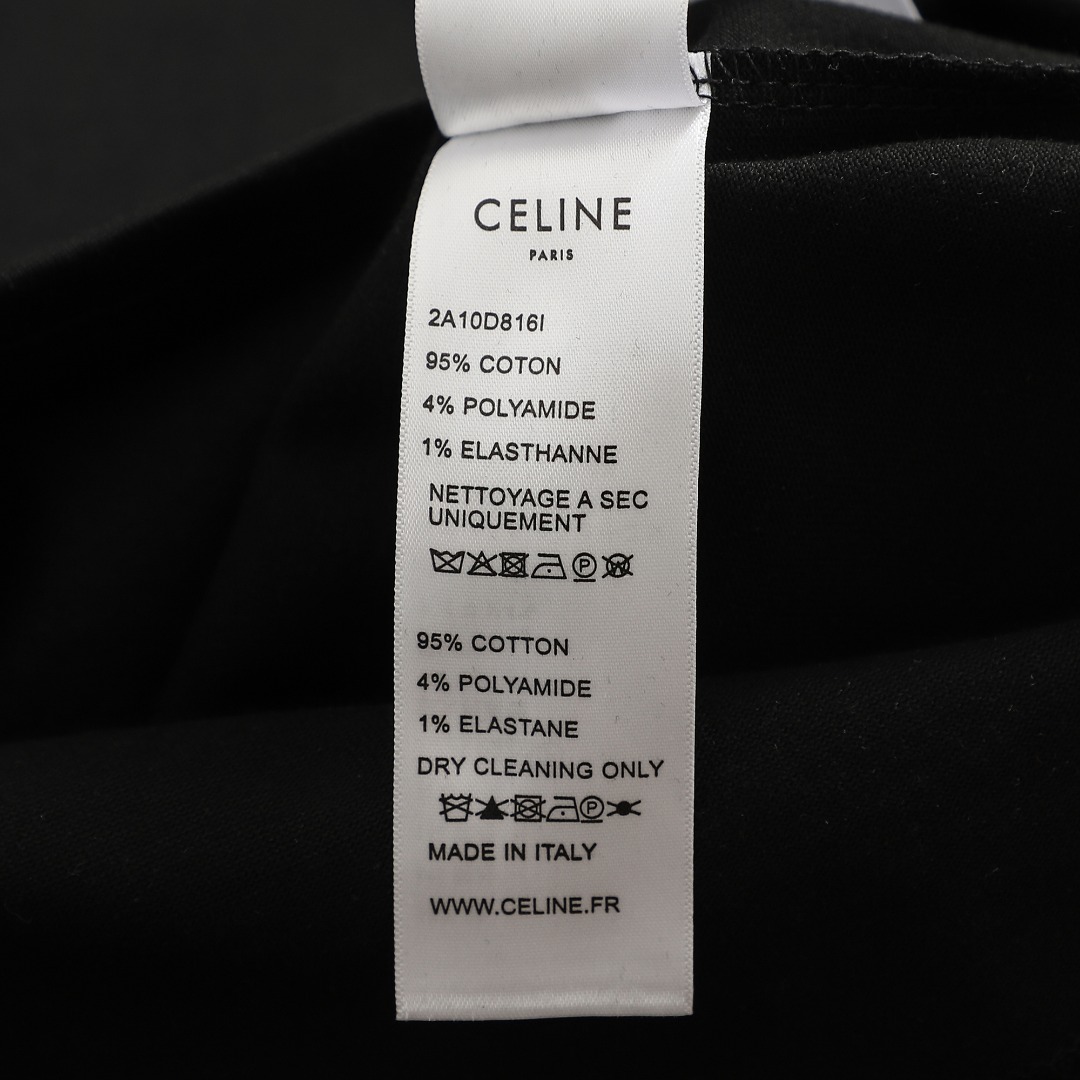 CELINE
PARIS
2A10D816I
95% COTON
4% POLYAMIDE
1% ELASTHANNE
NETTOYAGE A SEC
UNIQUEMENT
P W
95% COTTON
4% POLYAMIDE
1% ELASTANE
DRY CLEANING ONLY
P
MADE IN ITALY
WWW.CELINE.FR